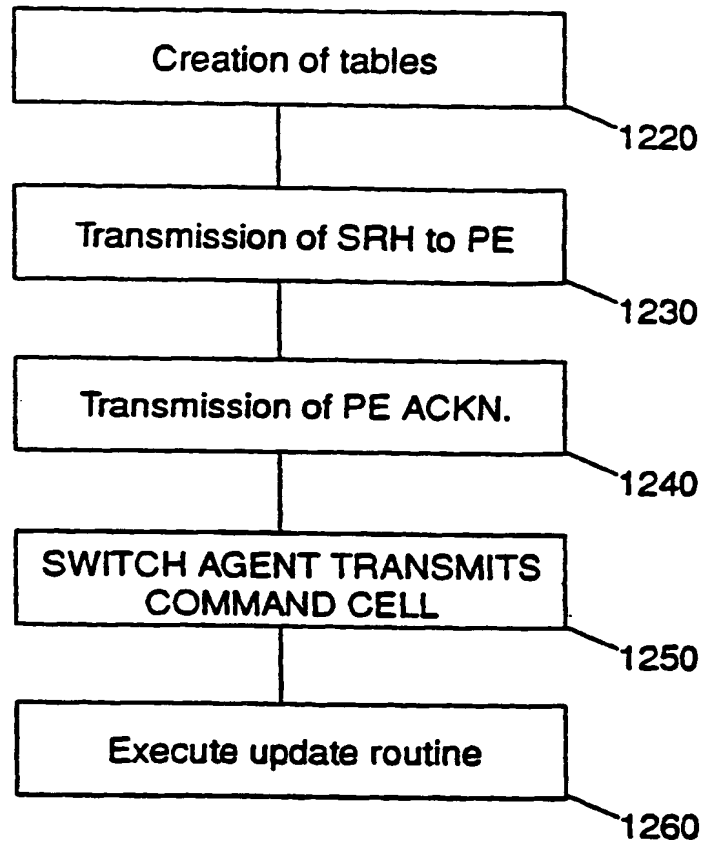 Creation of tables
1220
Transmission of SRH to PE
1230
Transmission of PE ACKN.
1240
SWITCH AGENT TRANSMITS
COMMAND CELL
1250
Execute update routine
1260